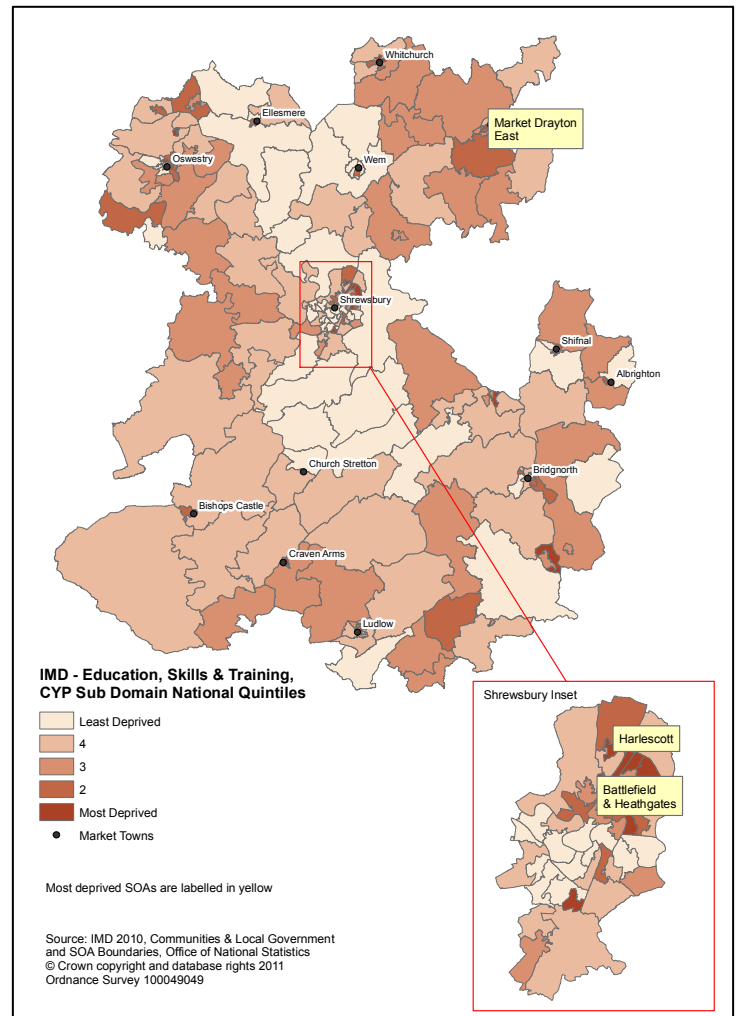 Whitchurch
Ellesmere
Market Drayton
East
Oswestry
Wem
Shrewsbury
Shifnal
Albrighton
Church Stretton
Bridgnorth
Bishops Castle
Craven Arms
Ludlow
IMD - Education, Skills & Training,
CYP Sub Domain National Quintiles
Least Deprived
4
3
2
Most Deprived
Market Towns
Most deprived SOAs are labelled in yellow
Source: IMD 2010, Communities & Local Government
and SOA Boundaries, Office of National Statistics
© Crown copyright and database rights 2011
Ordnance Survey 100049049
Shrewsbury Inset
Harlescott
Battlefield
& Heathgates